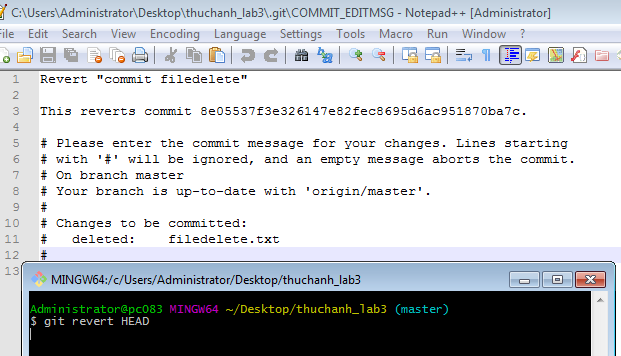 C:\Users\Administrator\Desktop\thuchanh_lab3\.git\COMMIT_EDITMSG - Notepad++ [Administrator]
File Edit Search View Encoding Language Settings Tools Macro Run Window ?
1 Revert "commit filedelete"
2
3 This reverts commit 8e05537f3e326147e82fec8695d6ac951870ba7c.
4
5 # Please enter the commit message for your changes. Lines starting
6 # with '#' will be ignored, and an empty message aborts the commit.
7 # On branch master
8 # Your branch is up-to-date with 'origin/master'.
9 #
10 # Changes to be committed:
11 # deleted: filedelete.txt
12 #
13
MINGW64:/c/Users/Administrator/Desktop/thuchanh_lab3
Administrator@pc083 MINGW64 ~/Desktop/thuchanh_lab3 (master)
$ git revert HEAD